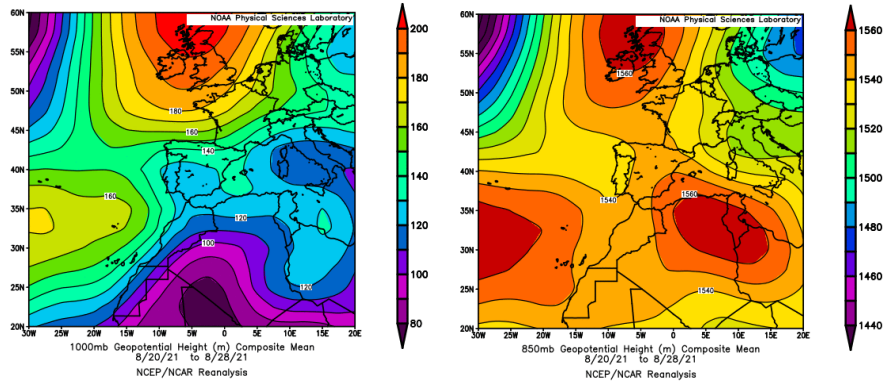 NOAA Physical Sciences Laboratory
60N
55N
50N
45N
40N
35N
30N
25N
20N
180
160
140
160
120
100
120
30W
25W
20W
15W
10W
5W
0
5E
10E
15E
20E
200
180
160
140
120
100
80
1000mb Geopotential Height (m) Composite Mean
8/20/21 to 8/28/21
NCEP/NCAR Reanalysis
NOAA Physical Sciences Laboratory
60N
55N
50N
45N
40N
35N
30N
25N
20N
1560
1540
1560
1540
30W
25W
20W
15W
10W
5W
0
5E
10E
15E
20E
1560
1540
1520
1500
1480
1460
1440
850mb Geopotential Height (m) Composite Mean
8/20/21 to 8/28/21
NCEP/NCAR Reanalysis